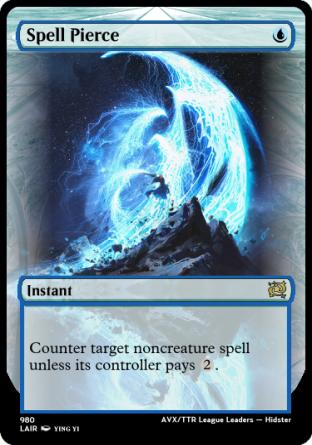 Spell Pierce
Instant
Counter target noncreature spell
unless its controller pays 2 .
980
AVX/TTR League Leaders — Hidster
LAIR YING YI